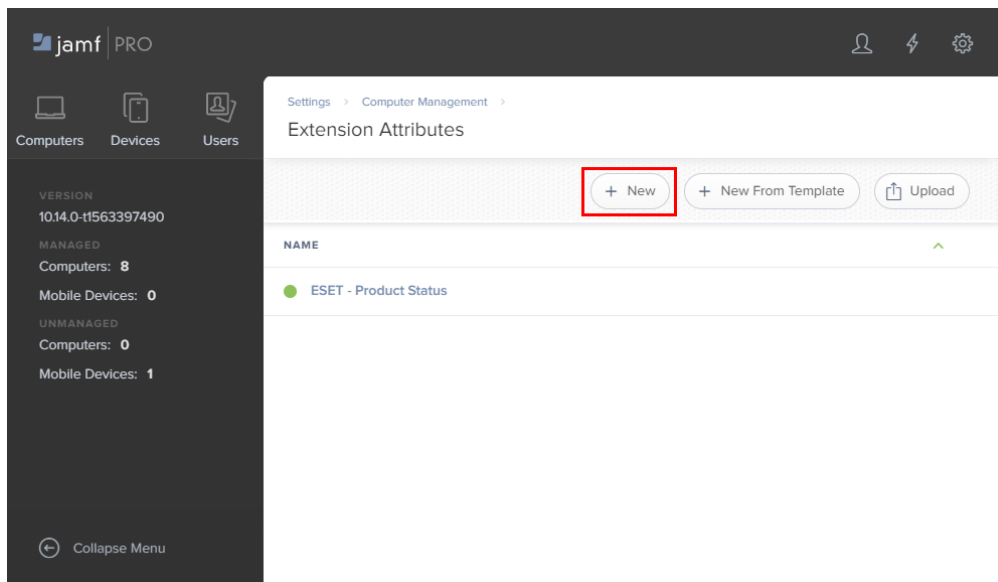 jamf PRO
Computers Devices Users
VERSION
10.14.0-t1563397490
MANAGED
Computers: 8
Mobile Devices: 0
UNMANAGED
Computers: 0
Mobile Devices: 1
Collapse Menu
Settings > Computer Management >
Extension Attributes
+ New + New From Template Upload
NAME
ESET - Product Status